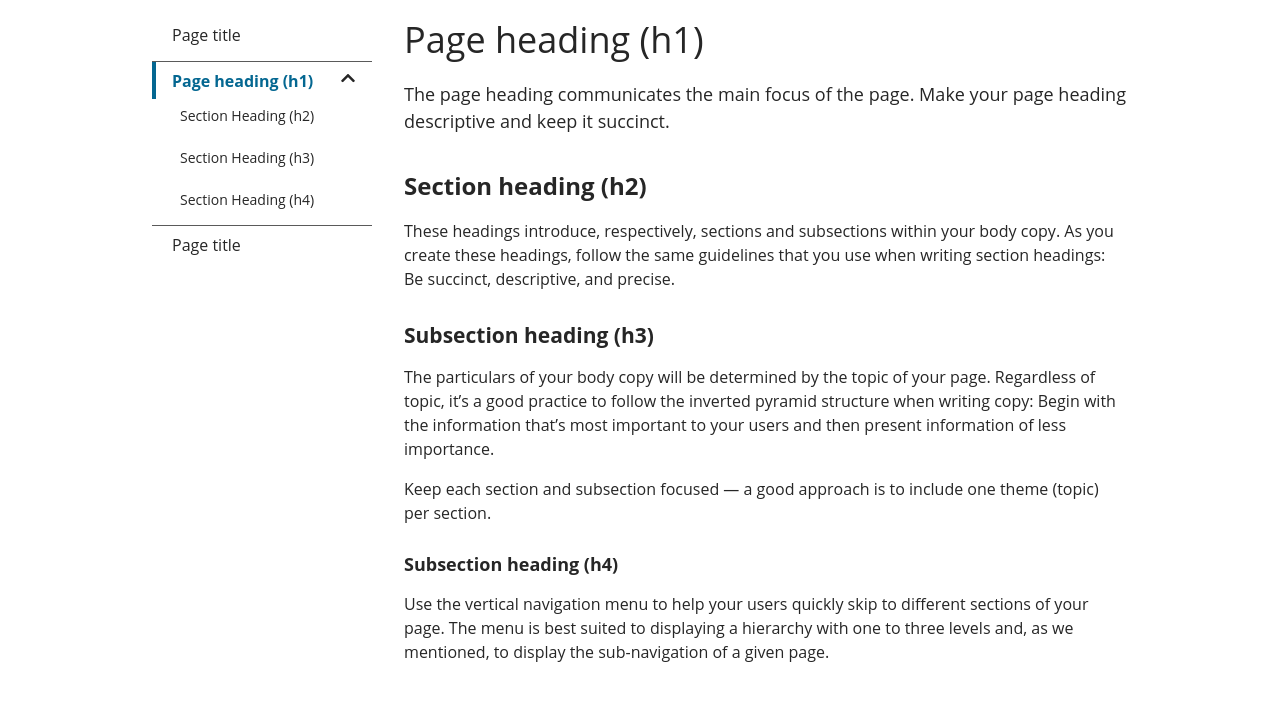 Page title
Page heading (h1)
Section Heading (h2)
Section Heading (h3)
Section Heading (h4)
Page title
Page heading (h1)
The page heading communicates the main focus of the page. Make your page heading
descriptive and keep it succinct.
Section heading (h2)
These headings introduce, respectively, sections and subsections within your body copy. As you
create these headings, follow the same guidelines that you use when writing section headings:
Be succinct, descriptive, and precise.
Subsection heading (h3)
The particulars of your body copy will be determined by the topic of your page. Regardless of
topic, it’s a good practice to follow the inverted pyramid structure when writing copy: Begin with
the information that’s most important to your users and then present information of less
importance.
Keep each section and subsection focused — a good approach is to include one theme (topic)
per section.
Subsection heading (h4)
Use the vertical navigation menu to help your users quickly skip to different sections of your
page. The menu is best suited to displaying a hierarchy with one to three levels and, as we
mentioned, to display the sub-navigation of a given page.